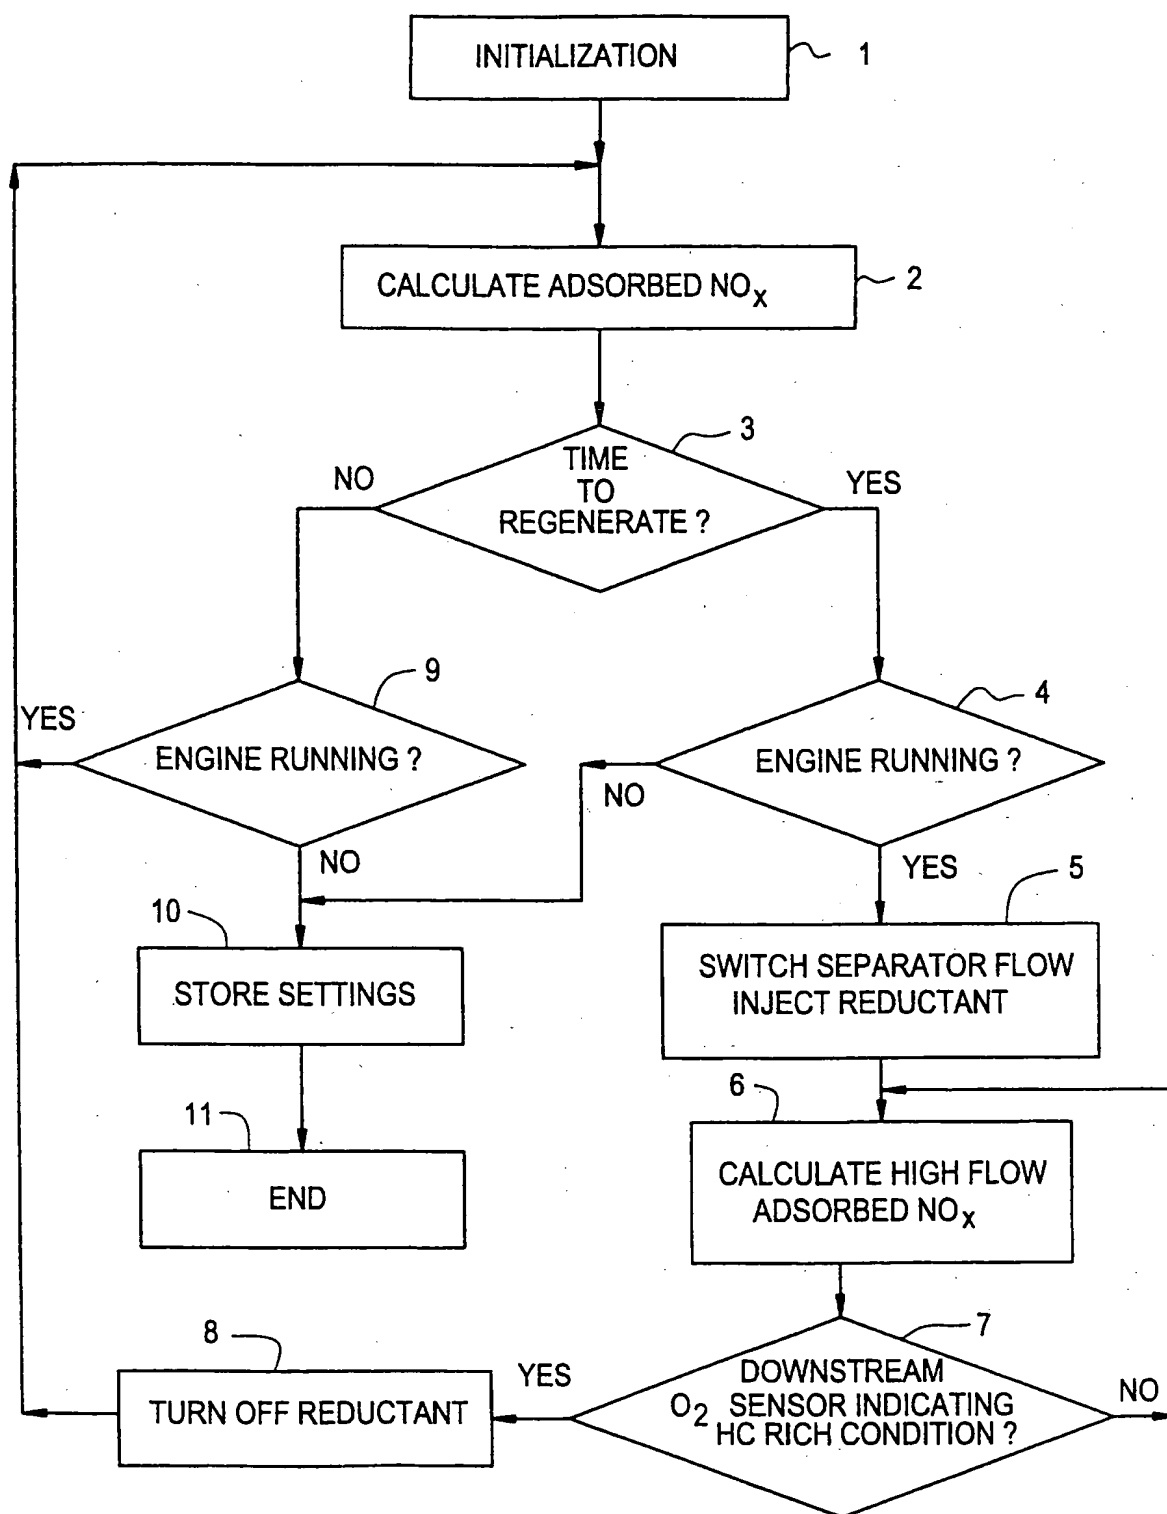 INITIALIZATION
1
CALCULATE ADSORBED NOx
2
3
TIME
TO
REGENERATE ?
NO
YES
9
4
YES
ENGINE RUNNING ?
ENGINE RUNNING ?
NO
NO
YES
10
5
STORE SETTINGS
SWITCH SEPARATOR FLOW
INJECT REDUCTANT
11
6
END
CALCULATE HIGH FLOW
ADSORBED NOx
8
7
TURN OFF REDUCTANT
YES
DOWNSTREAM
O2 SENSOR INDICATING
HC RICH CONDITION ?
NO